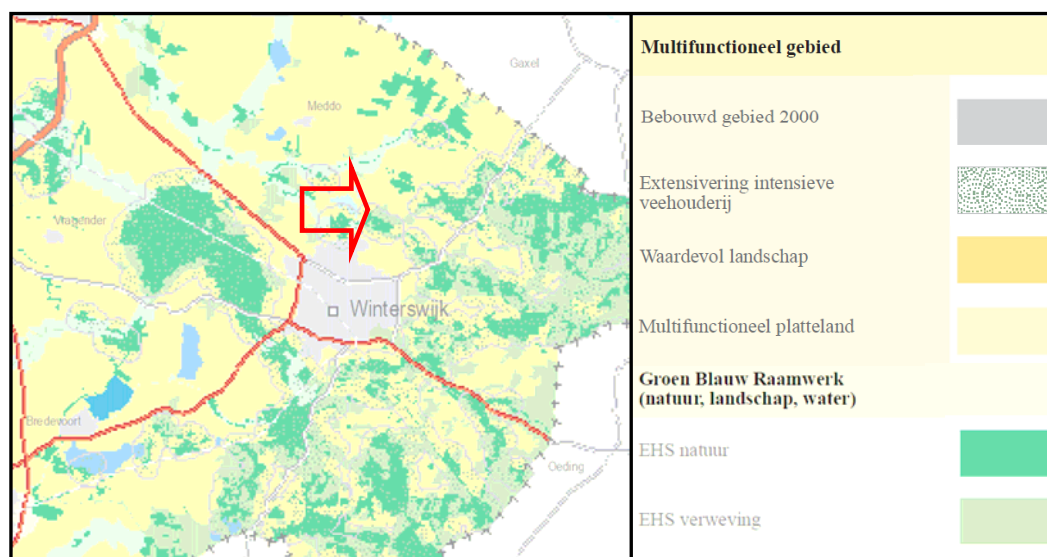 Gaxel
Meddo
Vragender
Winterswijk
Bredevoort
Oeding
Multifunctioneel gebied
Bebouwd gebied 2000
Extensivering intensieve
veehouderij
Waardevol landschap
Multifunctioneel platteland
Groen Blauw Raamwerk
(natuur, landschap, water)
EHS natuur
EHS verweving